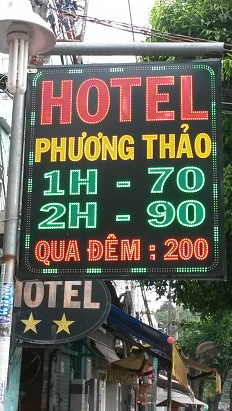 HOTEL
PHƯƠNG THẢO
1H - 70
2H - 90
QUA ĐÊM : 200
HOTEL